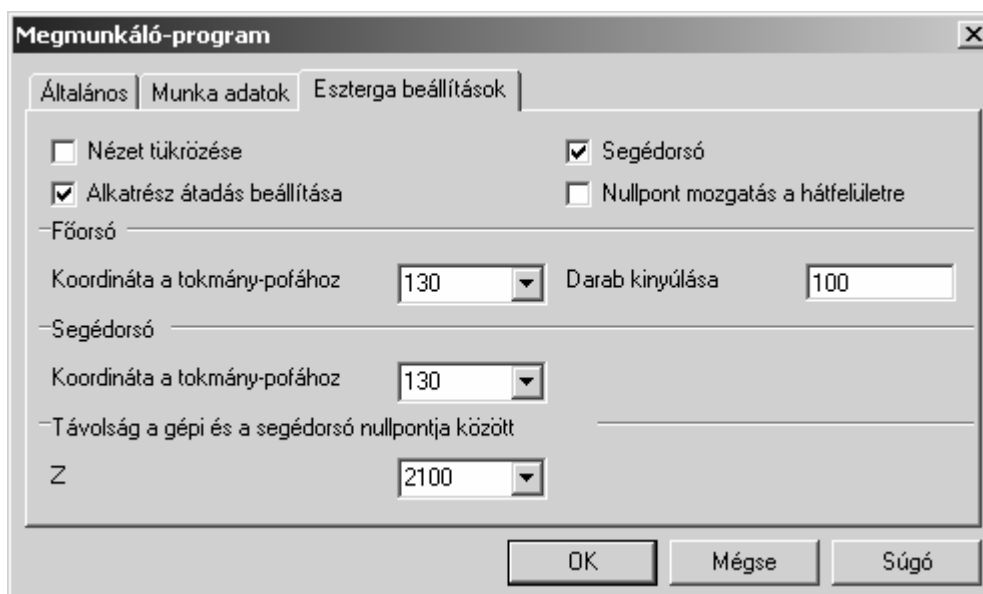 Megmunkáló-program
Általános Munka adatok Eszterga beállítások
Nézet tükrözése Segédorsó
Alkatrész átadás beállítása Nullpont mozgatás a hátfelületre
Főorsó
Koordináta a tokmány-pofához 130 Darab kinyúlása 100
Segédorsó
Koordináta a tokmány-pofához 130
Távolság a gépi és a segédorsó nullpontja között
Z 2100
OK Mégse Súgó